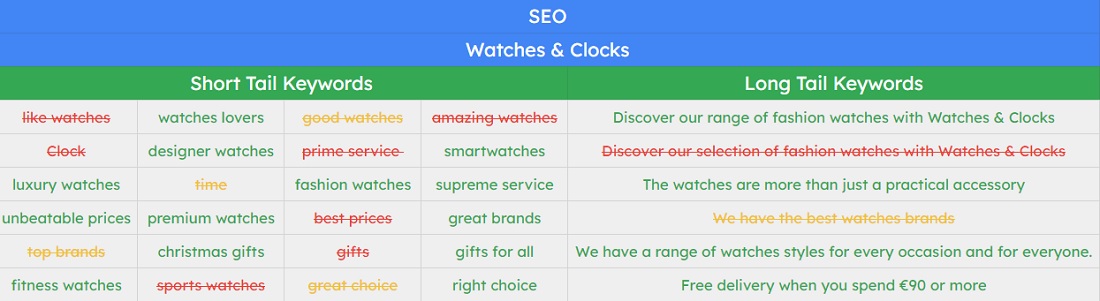 SEO
Watches & Clocks
Short Tail Keywords Long Tail Keywords
like watches watches lovers good watches amazing watches Discover our range of fashion watches with Watches & Clocks
Clock designer watches prime service smartwatches Discover our selection of fashion watches with Watches & Clocks
luxury watches time fashion watches supreme service The watches are more than just a practical accessory
unbeatable prices premium watches best prices great brands We have the best watches brands
top brands christmas gifts gifts gifts for all We have a range of watches styles for every occasion and for everyone.
fitness watches sports watches great choice right choice Free delivery when you spend €90 or more